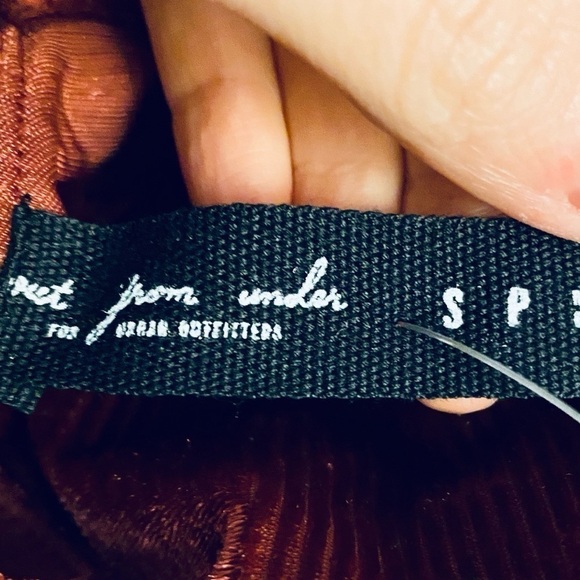 from under S P
FOR URBAN OUTFITTERS